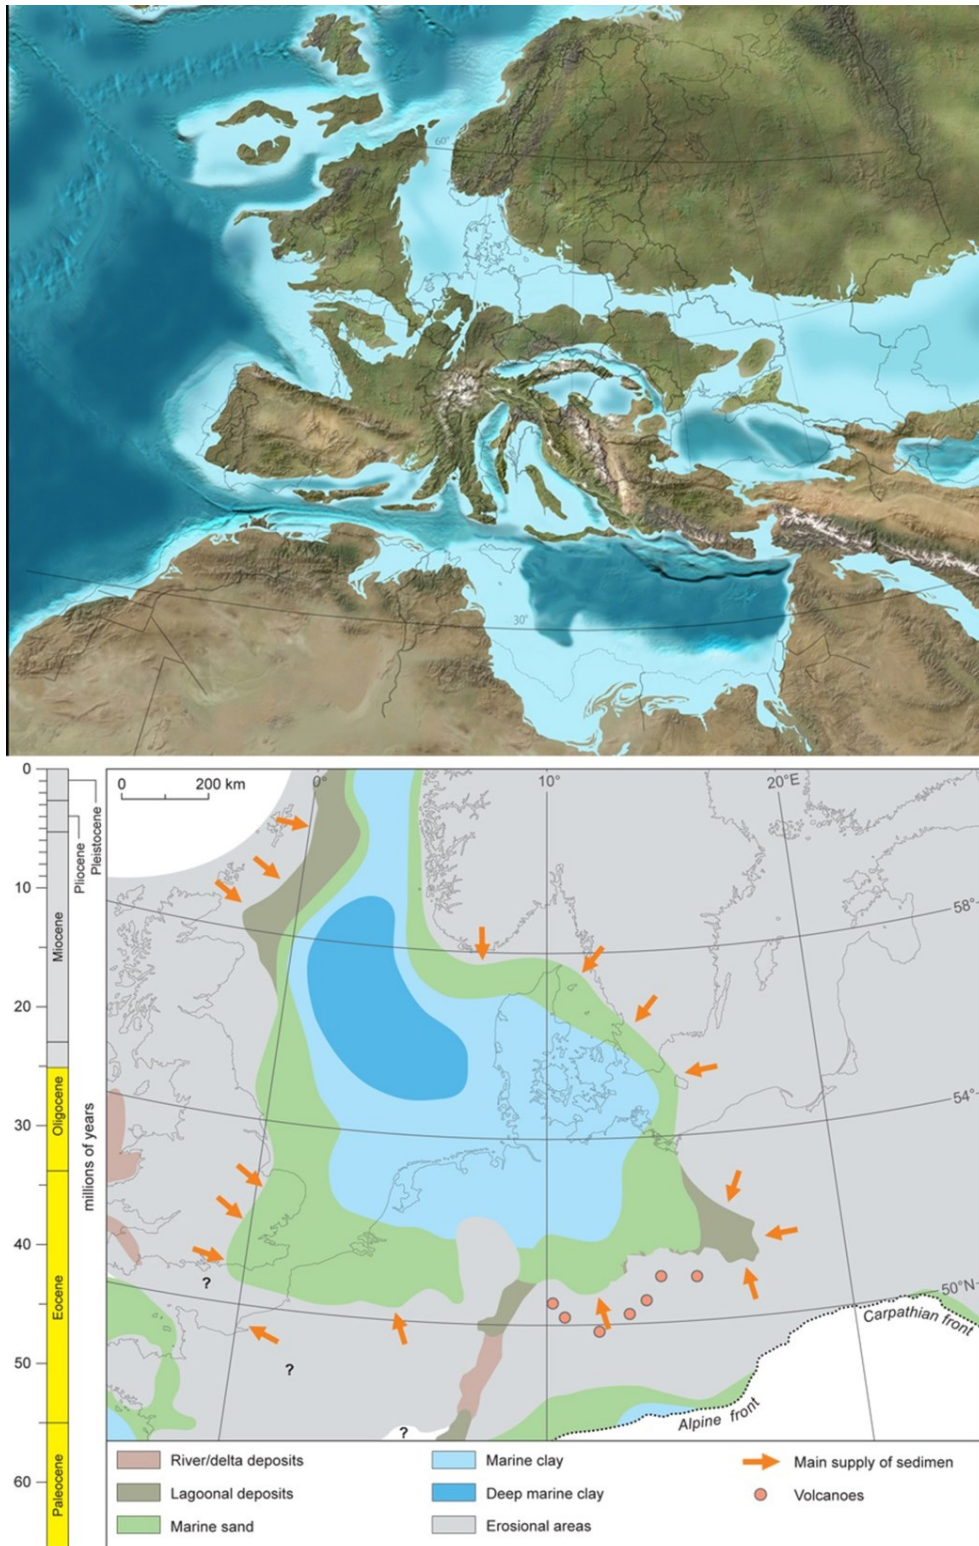 60°
30°
0
10
20
30
40
50
60
millions of years
Pleistocene
Pliocene
Miocene
Oligocene
Eocene
Paleocene
0 200 km
0°
10°
20°E
58°
54°
50°N
?
?
?
Carpathian front
Alpine front
River/delta deposits
Lagoonal deposits
Marine sand
Marine clay
Deep marine clay
Erosional areas
Main supply of sedimen
Volcanoes